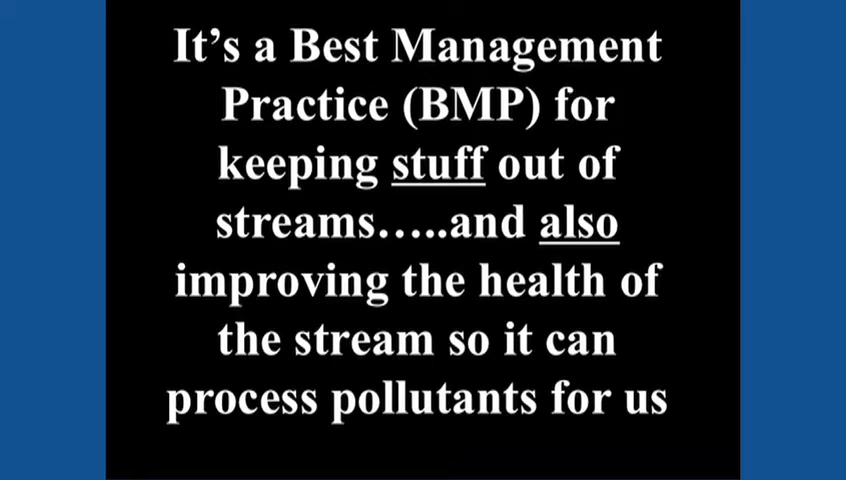 It's a Best Management
Practice (BMP) for
keeping stuff out of
streams…..and also
improving the health of
the stream so it can
process pollutants for us